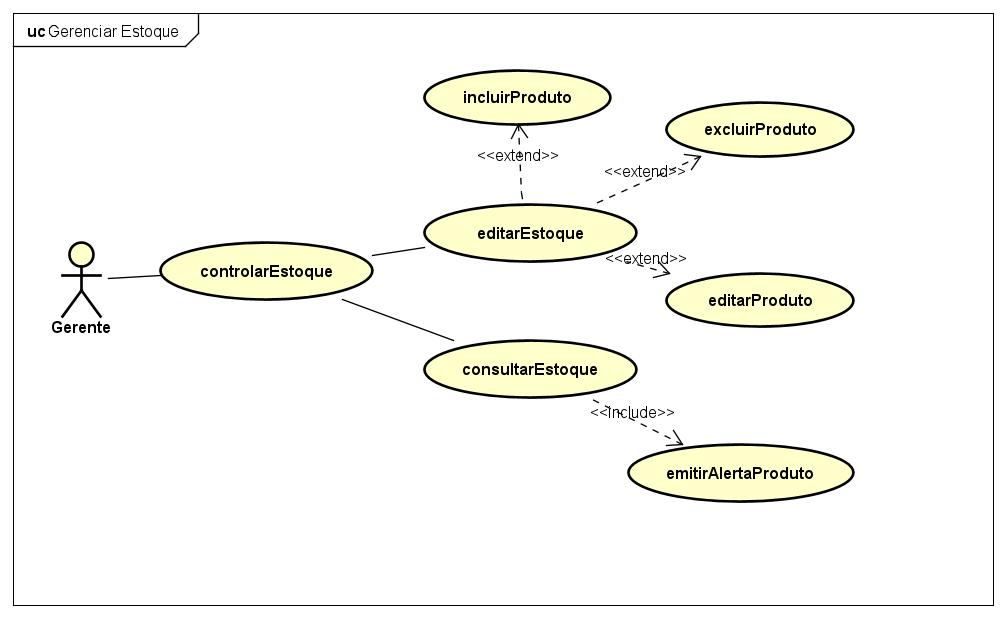 uc Gerenciar Estoque
incluirProduto
excluirProduto
<<extend>>
<<extend>>
editarEstoque
<<extend>>
controlarEstoque
editarProduto
Gerente
consultarEstoque
<<include>>
emitirAlertaProduto